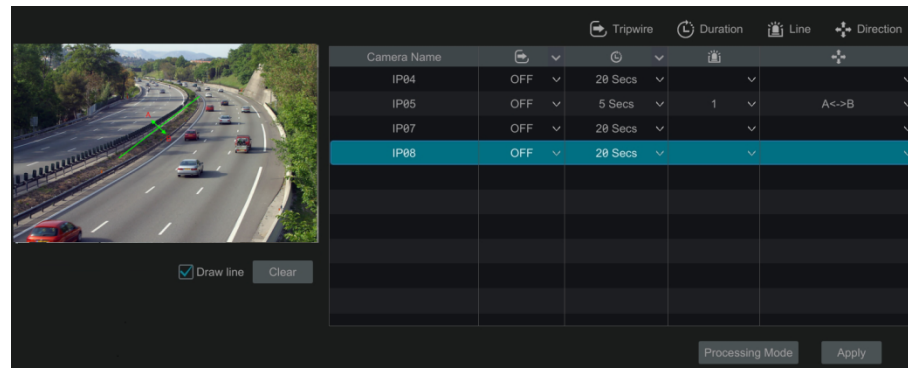 Tripwire Duration Line Direction
Camera Name
IP04 OFF 20 Secs
IP05 OFF 5 Secs 1 A<->B
IP07 OFF 20 Secs
IP08 OFF 20 Secs
Draw line Clear
Processing Mode Apply